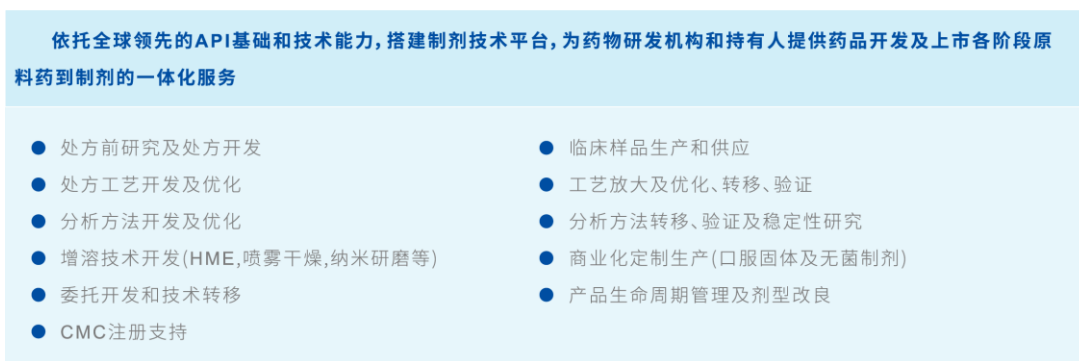 依托全球领先的API基础和技术能力,搭建制剂技术平台,为药物研发机构和持有人提供药品开发及上市各阶段原
料药到制剂的一体化服务
● 处方前研究及处方开发
● 处方工艺开发及优化
● 分析方法开发及优化
● 增溶技术开发(HME,喷雾干燥,纳米研磨等)
● 委托开发和技术转移
● CMC注册支持
● 临床样品生产和供应
● 工艺放大及优化、转移、验证
● 分析方法转移、验证及稳定性研究
● 商业化定制生产(口服固体及无菌制剂)
● 产品生命周期管理及剂型改良